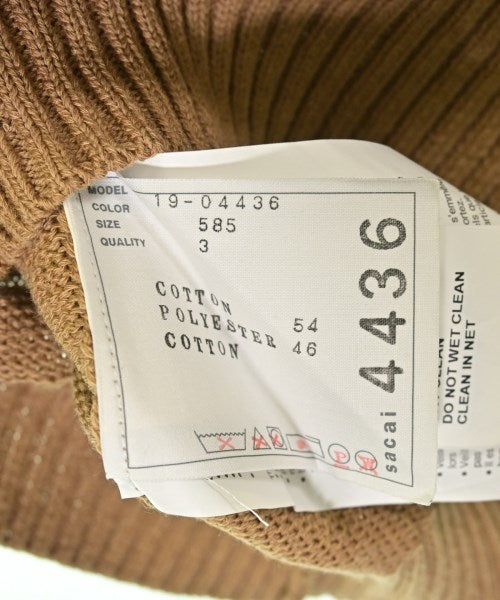 MODEL 19-04436
COLOR 585
SIZE 3
QUALITY
COTTON
POLYESTER 54
COTTON 46
sacai 4436
DO NOT WET CLEAN
CLEAN IN NET